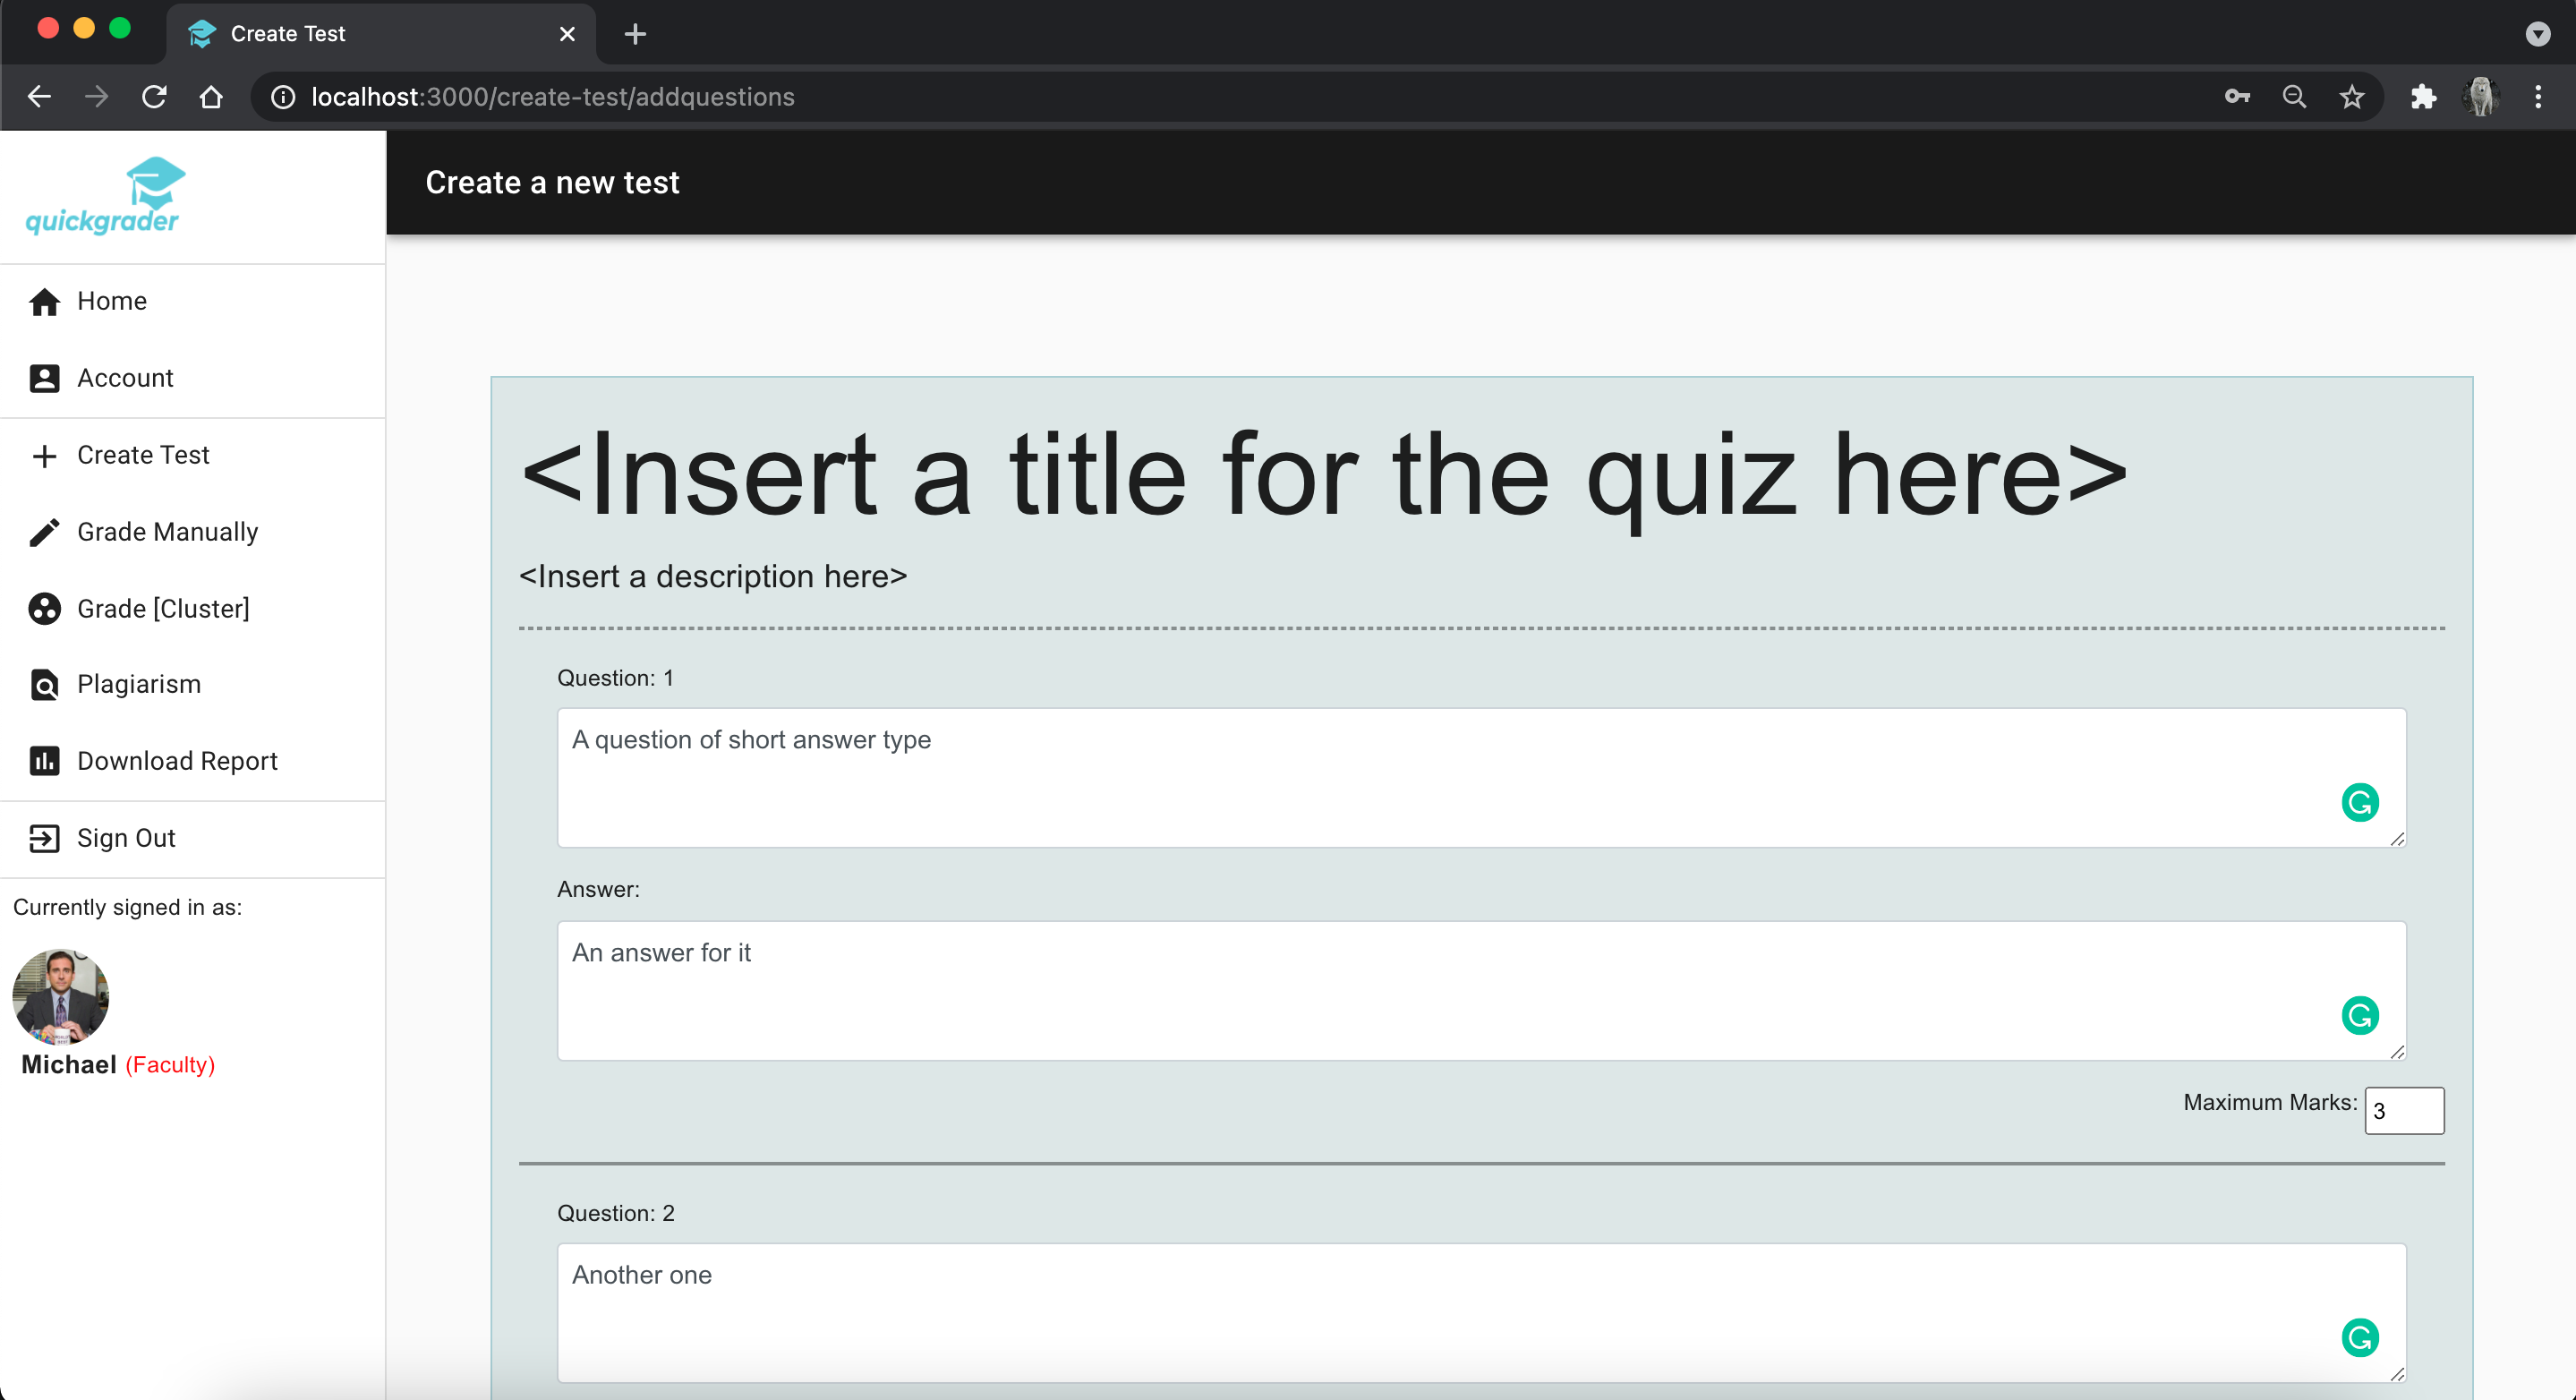 Create Test
localhost:3000/create-test/addquestions
quickgrader
Create a new test
Home
Account
Create Test
Grade Manually
Grade [Cluster]
Plagiarism
Download Report
Sign Out
Currently signed in as:
Michael (Faculty)
<Insert a title for the quiz here>
<Insert a description here>
Question: 1
A question of short answer type
Answer:
An answer for it
Maximum Marks: 3
Question: 2
Another one